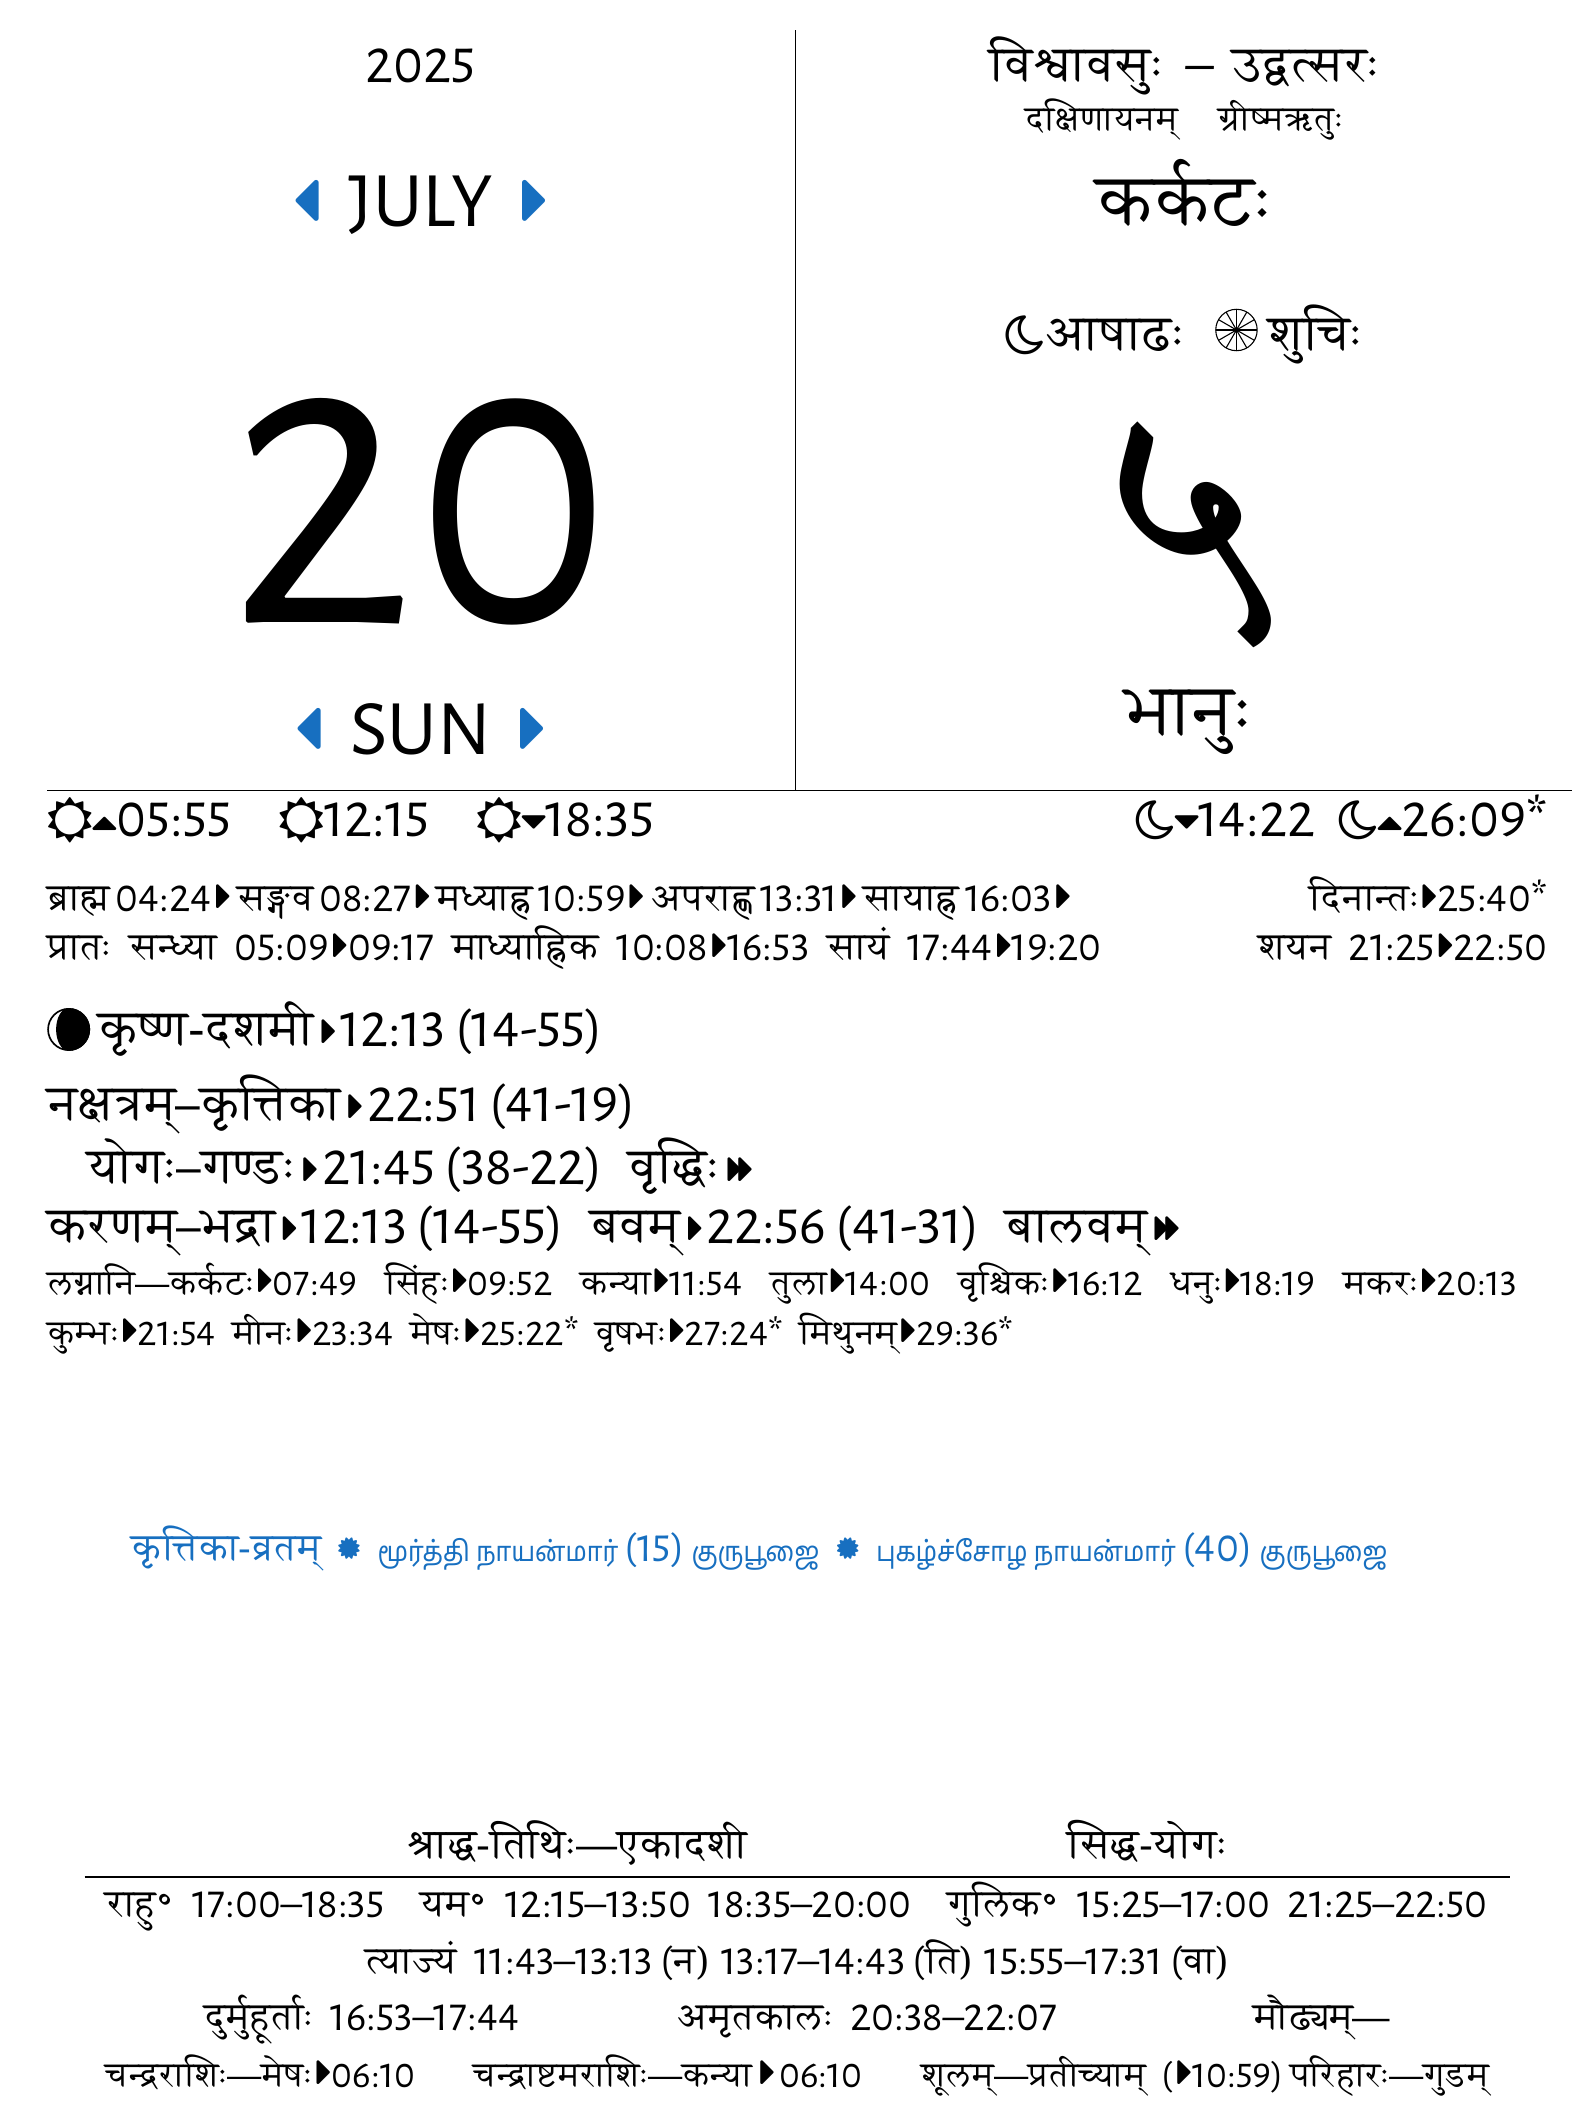 2025
JULY
20
SUN
विश्वावसुः – उद्वत्सरः
दक्षिणायनम् ग्रीष्मऋतुः
कर्कटः
आषाढः शुचिः
५
भानुः
05:55 12:15 18:35 14:22 26:09*
ब्राह्म 04:24 सङ्गव 08:27 मध्याह्न 10:59 अपराह्ण 13:31 सायाह्न 16:03 दिनान्तः 25:40*
प्रातः सन्ध्या 05:09 09:17 माध्याह्निक 10:08 16:53 सायं 17:44 19:20 शयन 21:25 22:50
कृष्ण-दशमी 12:13 (14-55)
नक्षत्रम्–कृत्तिका 22:51 (41-19)
योगः–गण्डः 21:45 (38-22) वृद्धिः
करणम्–भद्रा 12:13 (14-55) बवम् 22:56 (41-31) बालवम्
लग्नानि—कर्कटः 07:49 सिंहः 09:52 कन्या 11:54 तुला 14:00 वृश्चिकः 16:12 धनुः 18:19 मकरः 20:13
कुम्भः 21:54 मीनः 23:34 मेषः 25:22* वृषभः 27:24* मिथुनम् 29:36*
कृत्तिका-व्रतम् மூர்த்தி நாயன்மார் (15) குருபூஜை புகழ்ச்சோழ நாயன்மார் (40) குருபூஜை
श्राद्ध-तिथिः—एकादशी सिद्ध-योगः
राहु॰ 17:00–18:35 यम॰ 12:15–13:50 18:35–20:00 गुलिक॰ 15:25–17:00 21:25–22:50
त्याज्यं 11:43–13:13 (न) 13:17–14:43 (ति) 15:55–17:31 (वा)
दुर्मुहूर्ताः 16:53–17:44 अमृतकालः 20:38–22:07 मौढ्यम्—
चन्द्रराशिः—मेषः 06:10 चन्द्राष्टमराशिः—कन्या 06:10 शूलम्—प्रतीच्याम् (10:59) परिहारः—गुडम्